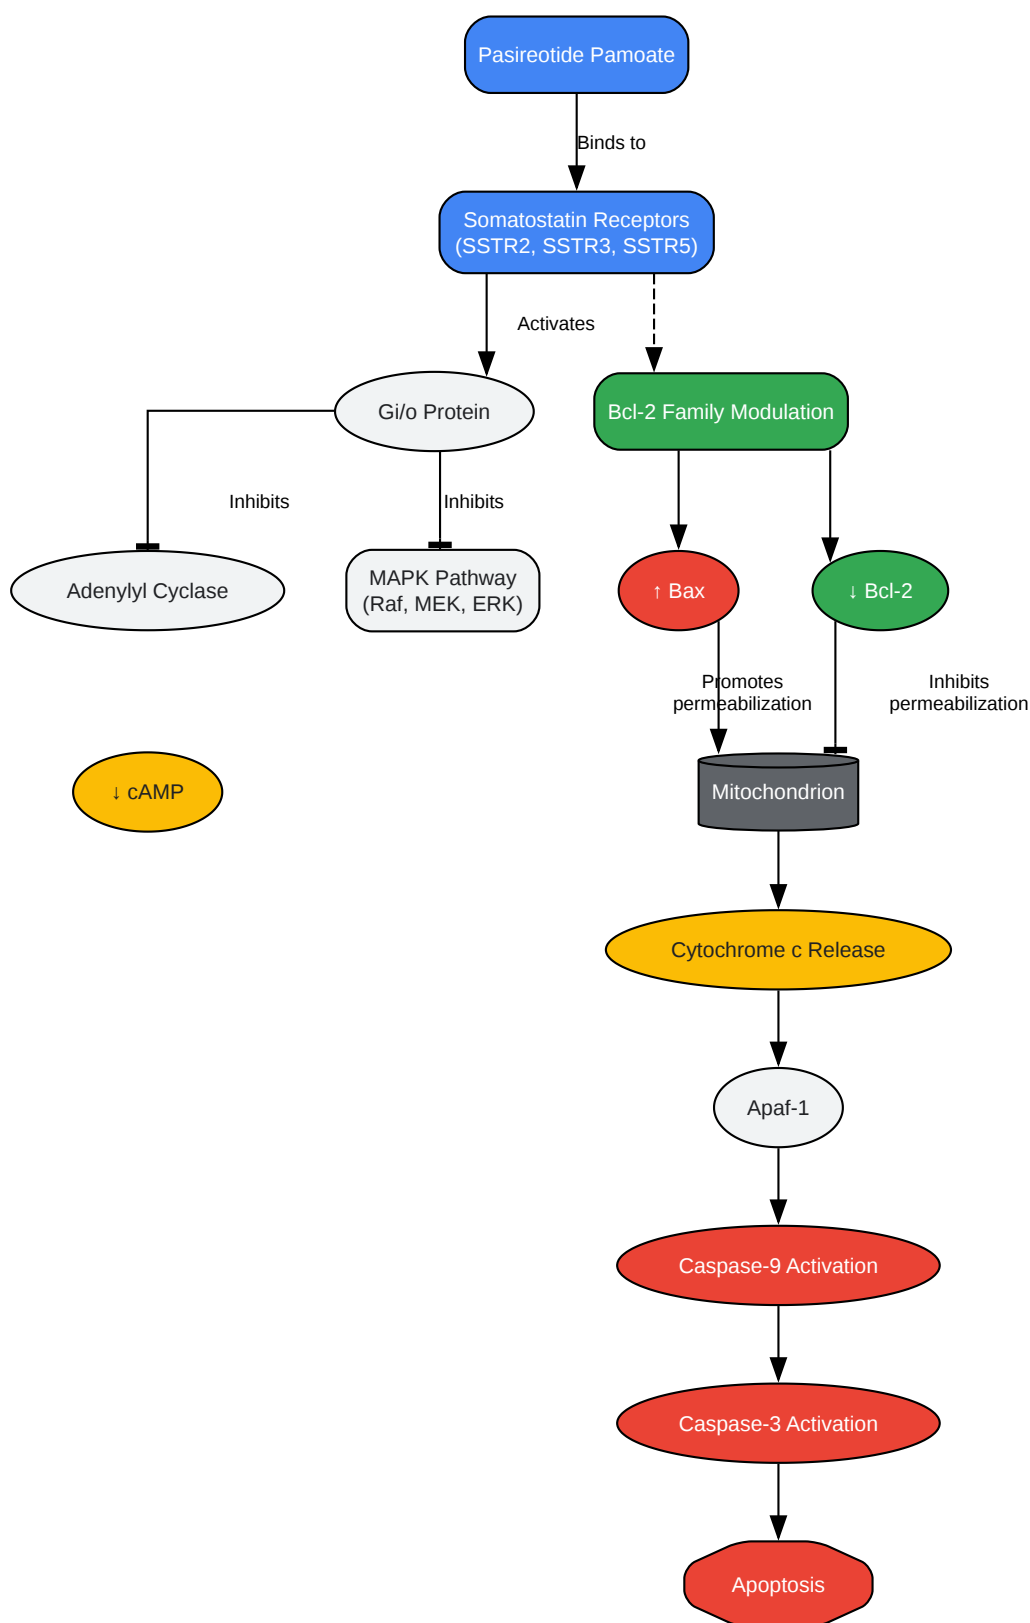 Pasireotide Pamoate
Binds to
Somatostatin Receptors
(SSTR2, SSTR3, SSTR5)
Activates
Gi/o Protein
Bcl-2 Family Modulation
Inhibits
Inhibits
Adenylyl Cyclase
MAPK Pathway
(Raf, MEK, ERK)
↑ Bax
↓ Bcl-2
Promotes
permeabilization
Inhibits
permeabilization
↓ cAMP
Mitochondrion
Cytochrome c Release
Apaf-1
Caspase-9 Activation
Caspase-3 Activation
Apoptosis